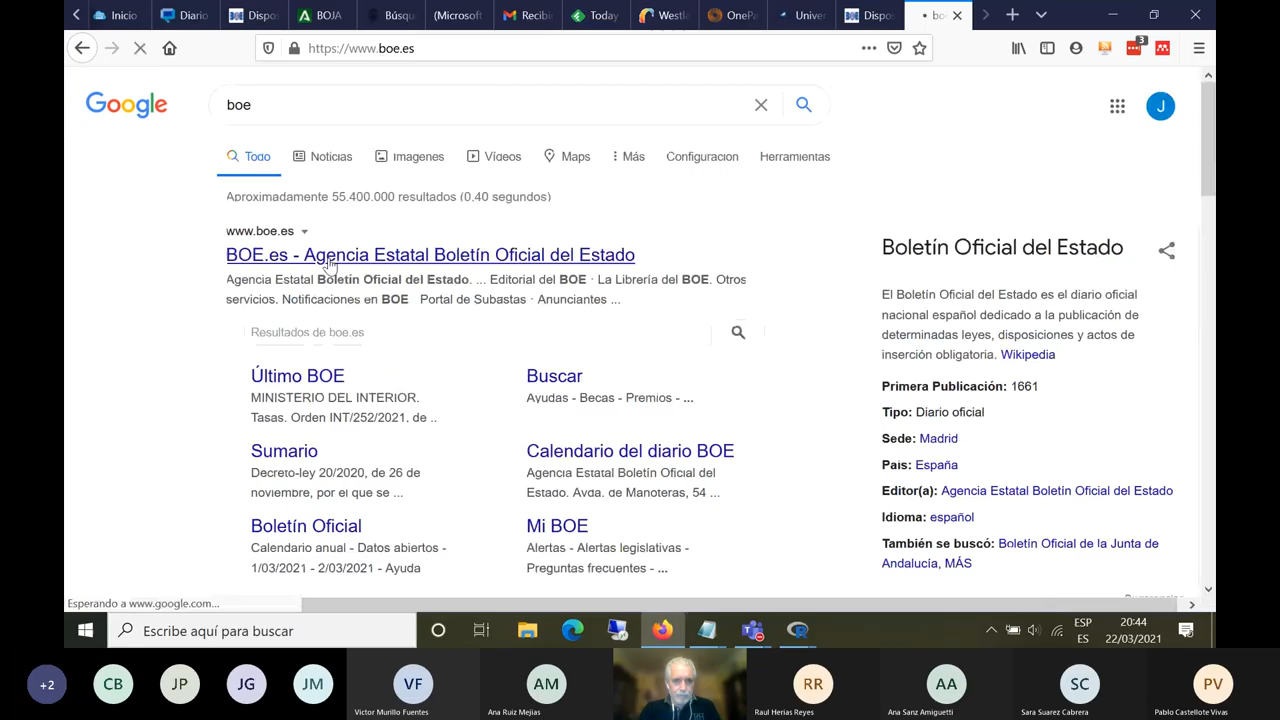 Inicio
Diario
Dispos
BOJA
Búsqu
(Microsoft
Recibi
Today
Westla
OnePa
Univer
Dispos
bo
https://www.boe.es
3
Google
boe
J
Todo
Noticias
Imágenes
Vídeos
Maps
Más
Configuración
Herramientas
Aproximadamente 55.400.000 resultados (0,40 segundos)
www.boe.es
BOE.es - Agencia Estatal Boletín Oficial del Estado
Agencia Estatal Boletín Oficial del Estado. ... Editorial del BOE · La Librería del BOE. Otros
servicios. Notificaciones en BOE Portal de Subastas · Anunciantes ...
Resultados de boe.es
Último BOE
MINISTERIO DEL INTERIOR.
Tasas. Orden INT/252/2021, de ..
Buscar
Ayudas - Becas - Premios - ...
Sumario
Decreto-ley 20/2020, de 26 de
noviembre, por el que se ...
Calendario del diario BOE
Agencia Estatal Boletín Oficial del
Estado. Avda. de Manoteras, 54 ...
Boletín Oficial
Calendario anual - Datos abiertos -
1/03/2021 - 2/03/2021 - Ayuda
Mi BOE
Alertas - Alertas legislativas -
Preguntas frecuentes - ...
Boletín Oficial del Estado
El Boletín Oficial del Estado es el diario oficial
nacional español dedicado a la publicación de
determinadas leyes, disposiciones y actos de
inserción obligatoria. Wikipedia
Primera Publicación: 1661
Tipo: Diario oficial
Sede: Madrid
País: España
Editor(a): Agencia Estatal Boletín Oficial del Estado
Idioma: español
También se buscó: Boletín Oficial de la Junta de
Andalucía, MÁS
Esperando a www.google.com...
Escribe aquí para buscar
ESP
ES
20:44
22/03/2021
+2
CB
JP
JG
JM
VF
Victor Murillo Fuentes
AM
Ana Ruiz Mejias
RR
Raul Herias Reyes
AA
Ana Sanz Amiguetti
SC
Sara Suarez Cabrera
PV
Pablo Castellote Vivas